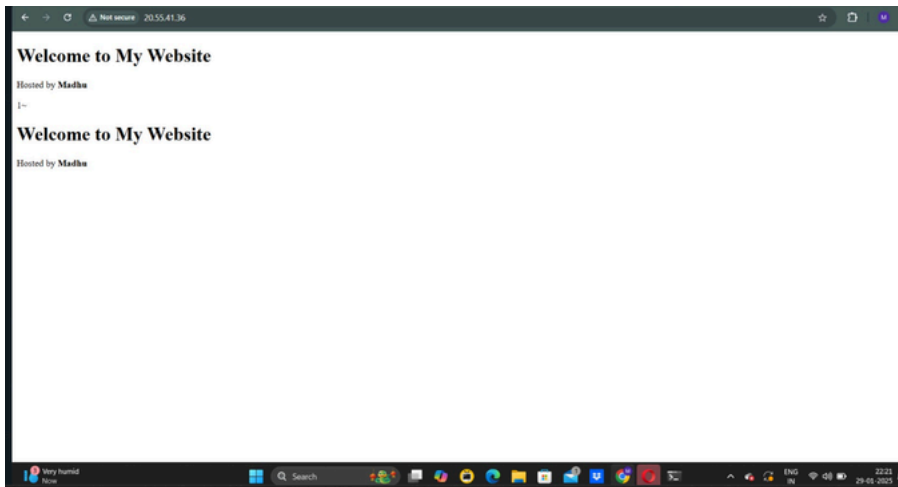 Not secure 20.55.41.36
M
Welcome to My Website
Hosted by Madhu
1~
Welcome to My Website
Hosted by Madhu
Very humid
Now
Search
ENG
IN
22:21
29-01-2025